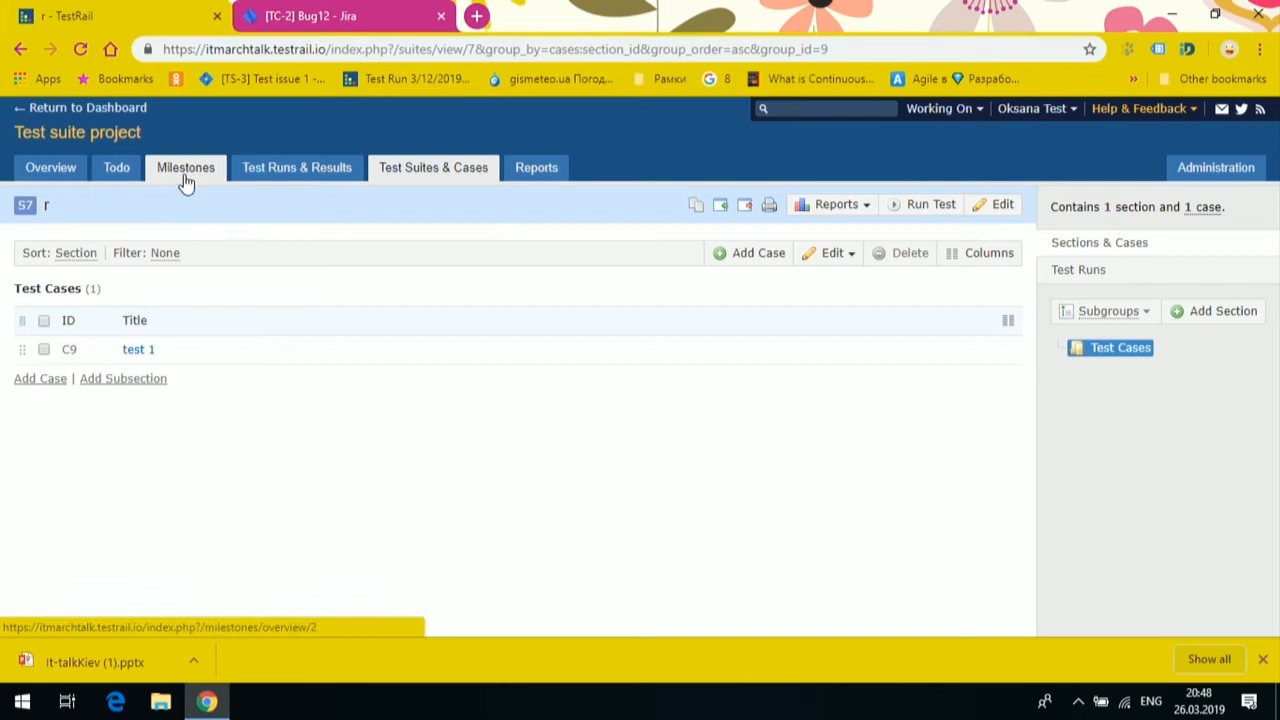 r - TestRail
[TC-2] Bug12 - Jira
https://itmarchtalk.testrail.io/index.php?/suites/view/7&group_by=cases:section_id&group_order=asc&group_id=9
Apps
Bookmarks
[TS-3] Test issue 1 -...
Test Run 3/12/2019...
gismeteo.ua Погод...
Рамки
8
What is Continuous...
Agile в
Разрабо...
»
Other bookmarks
← Return to Dashboard
Working On
Oksana Test
Help & Feedback
Test suite project
Overview
Todo
Milestones
Test Runs & Results
Test Suites & Cases
Reports
Administration
S7 r
Reports
Run Test
Edit
Contains 1 section and 1 case.
Sort: Section
Filter: None
Add Case
Edit
Delete
Columns
Sections & Cases
Test Runs
Test Cases (1)
Subgroups
Add Section
ID
Title
C9
test 1
Test Cases
Add Case | Add Subsection
https://itmarchtalk.testrail.io/index.php?/milestones/overview/2
It-talkKiev (1).pptx
Show all
ENG
20:48
26.03.2019